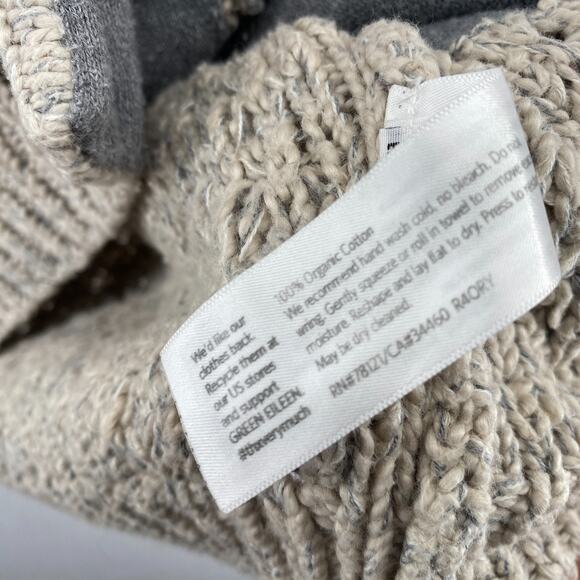 We'd like our
clothes back.
Recycle them at
our US stores
and support
GREEN EILEEN.
#thxverymuch
100% Organic Cotton
We recommend hand wash cold, no bleach. Do not
wring. Gently squeeze or roll in towel to remove
moisture. Reshape and lay flat to dry. Press to
May be dry cleaned.
RN#78121/CA#34460 R4ORY